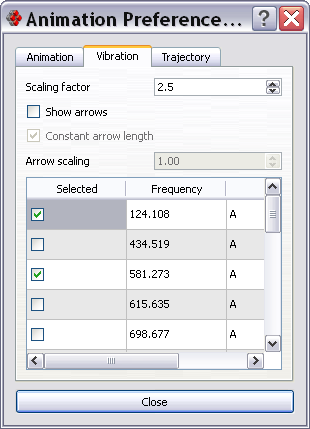 Animation Preference...
Animation Vibration Trajectory
Scaling factor 2.5
Show arrows
Constant arrow length
Arrow scaling 1.00
Selected Frequency
124.108 A
434.519 A
581.273 A
615.635 A
698.677 A
Close